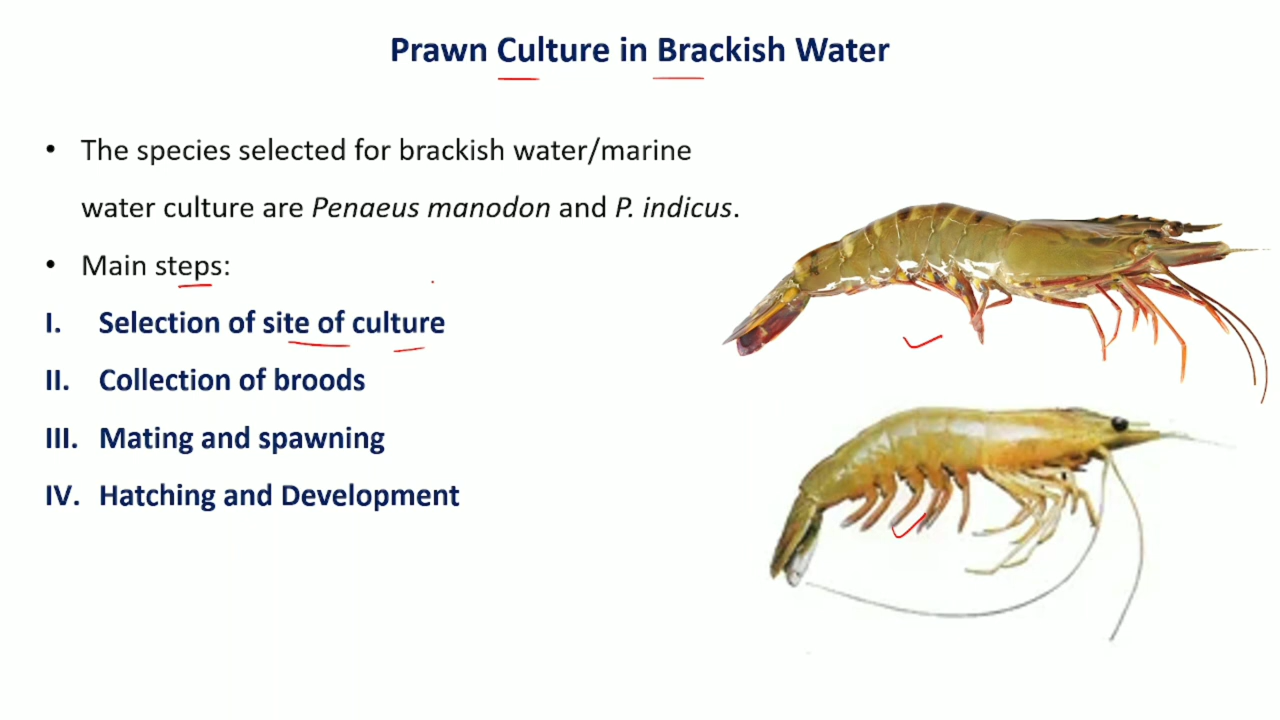 Prawn Culture in Brackish Water
• The species selected for brackish water/marine
water culture are Penaeus manodon and P. indicus.
• Main steps:
I. Selection of site of culture
II. Collection of broods
III. Mating and spawning
IV. Hatching and Development